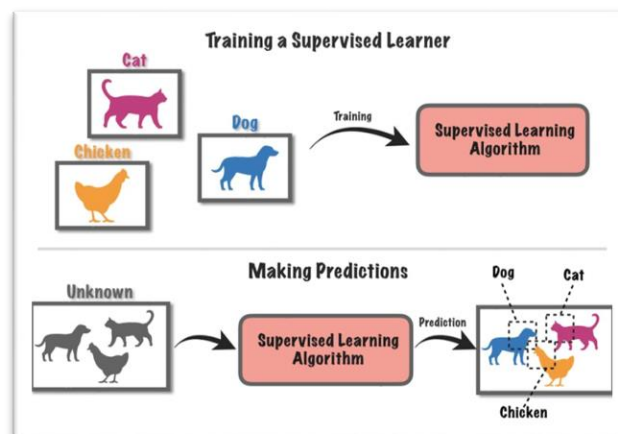 Training a Supervised Learner
Cat
Dog
Chicken
Training
Supervised Learning
Algorithm
Making Predictions
Unknown
Supervised Learning
Algorithm
Prediction
Dog
Cat
Chicken